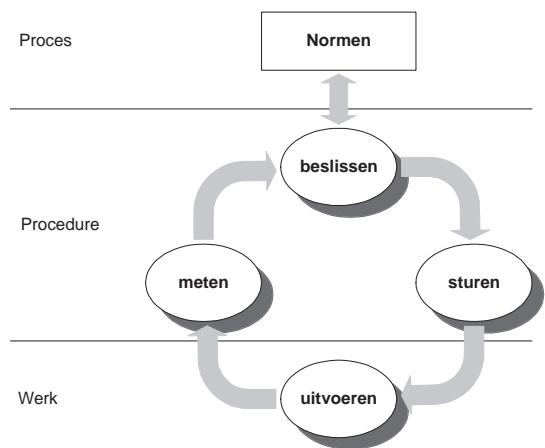 Proces
Normen
beslissen
Procedure
meten
sturen
Werk
uitvoeren